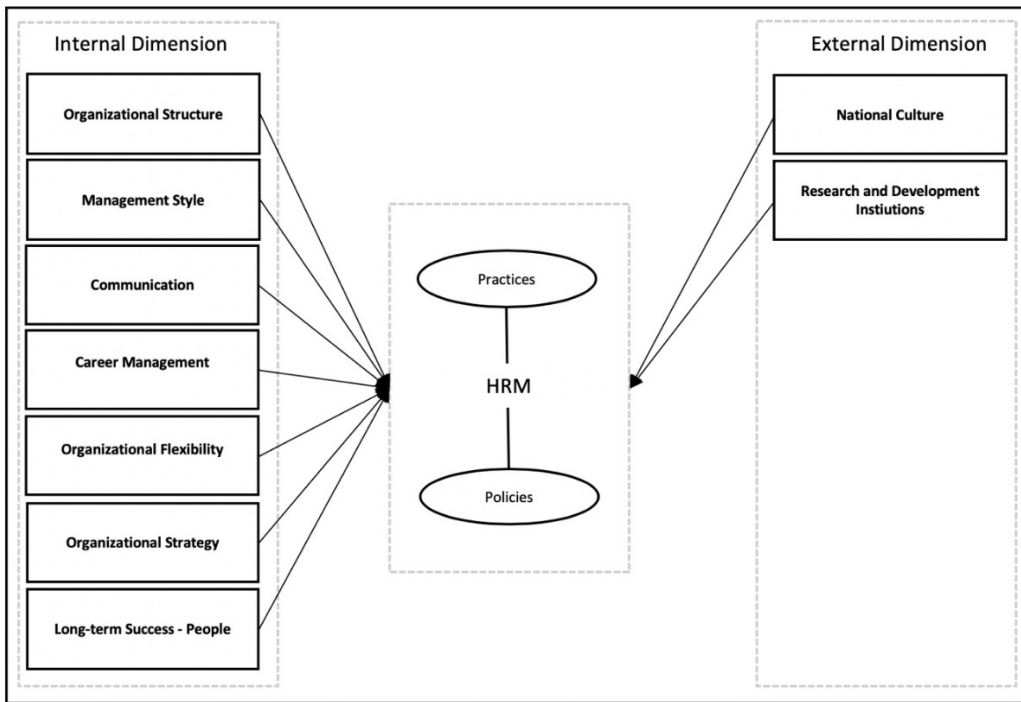 Internal Dimension
Organizational Structure
Management Style
Communication
Career Management
Organizational Flexibility
Organizational Strategy
Long-term Success - People
Practices
HRM
Policies
External Dimension
National Culture
Research and Development
Instiutions